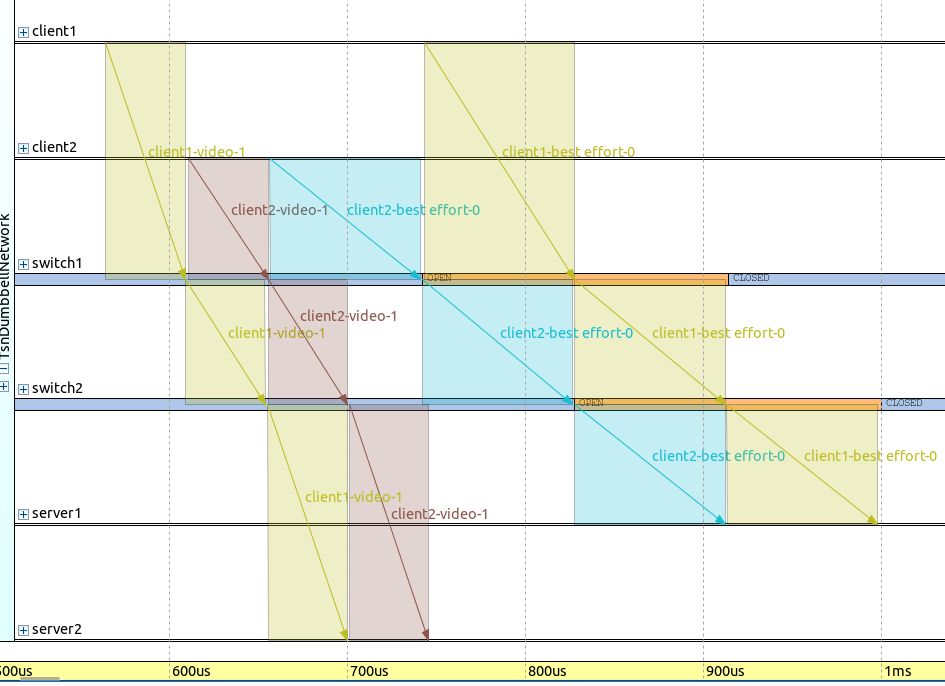 TsnDumbbellNetwork
client1
client2
client1-video-1
client1-best effort-0
client2-video-1
client2-best effort-0
switch1
OPEN
CLOSED
client2-video-1
client1-video-1
client2-best effort-0
client1-best effort-0
switch2
OPEN
CLOSED
client2-best effort-0
client1-best effort-0
client1-video-1
server1
client2-video-1
server2
500us
600us
700us
800us
900us
1ms